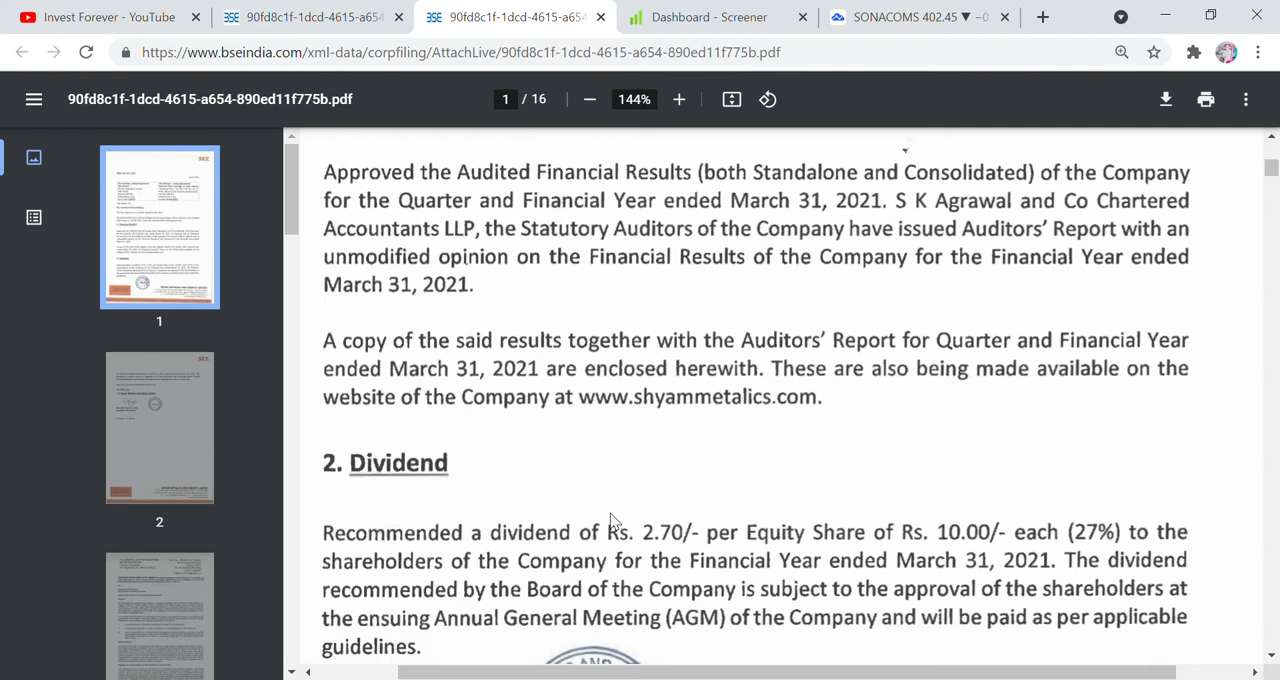 Invest Forever - YouTube
90fd8c1f-1dcd-4615-a654
90fd8c1f-1dcd-4615-a654
Dashboard - Screener
SONACOMS 402.45 ▼ −0.
https://www.bseindia.com/xml-data/corpfiling/AttachLive/90fd8c1f-1dcd-4615-a654-890ed11f775b.pdf
90fd8c1f-1dcd-4615-a654-890ed11f775b.pdf
1 / 16
144%
Approved the Audited Financial Results (both Standaone and Consolidated) of the Company
for the Quarter and Financial Year ended March 31, 2021. S K Agrawal and Co Chartered
Accountants LLP, the Statutory Auditors of the Company have issued Auditors’ Report with an
unmodified opinion on the Financial Results of the Company for the Financial Year ended
March 31, 2021.
A copy of the said results together with the Auditors’ Report for Quarter and Financial Year
ended March 31, 2021 are enclosed herewith. These are also being made available on the
website of the Company at www.shyammetalics.com.
2. Dividend
Recommended a dividend of Rs. 2.70/- per Equity Share of Rs. 10.00/- each (27%) to the
shareholders of the Company for the Financial Year ended March 31, 2021. The dividend
recommended by the Board of the Company is subject to the approval of the shareholders at
the ensuing Annual General Meeting (AGM) of the Company and will be paid as per applicable
guidelines.
1
2